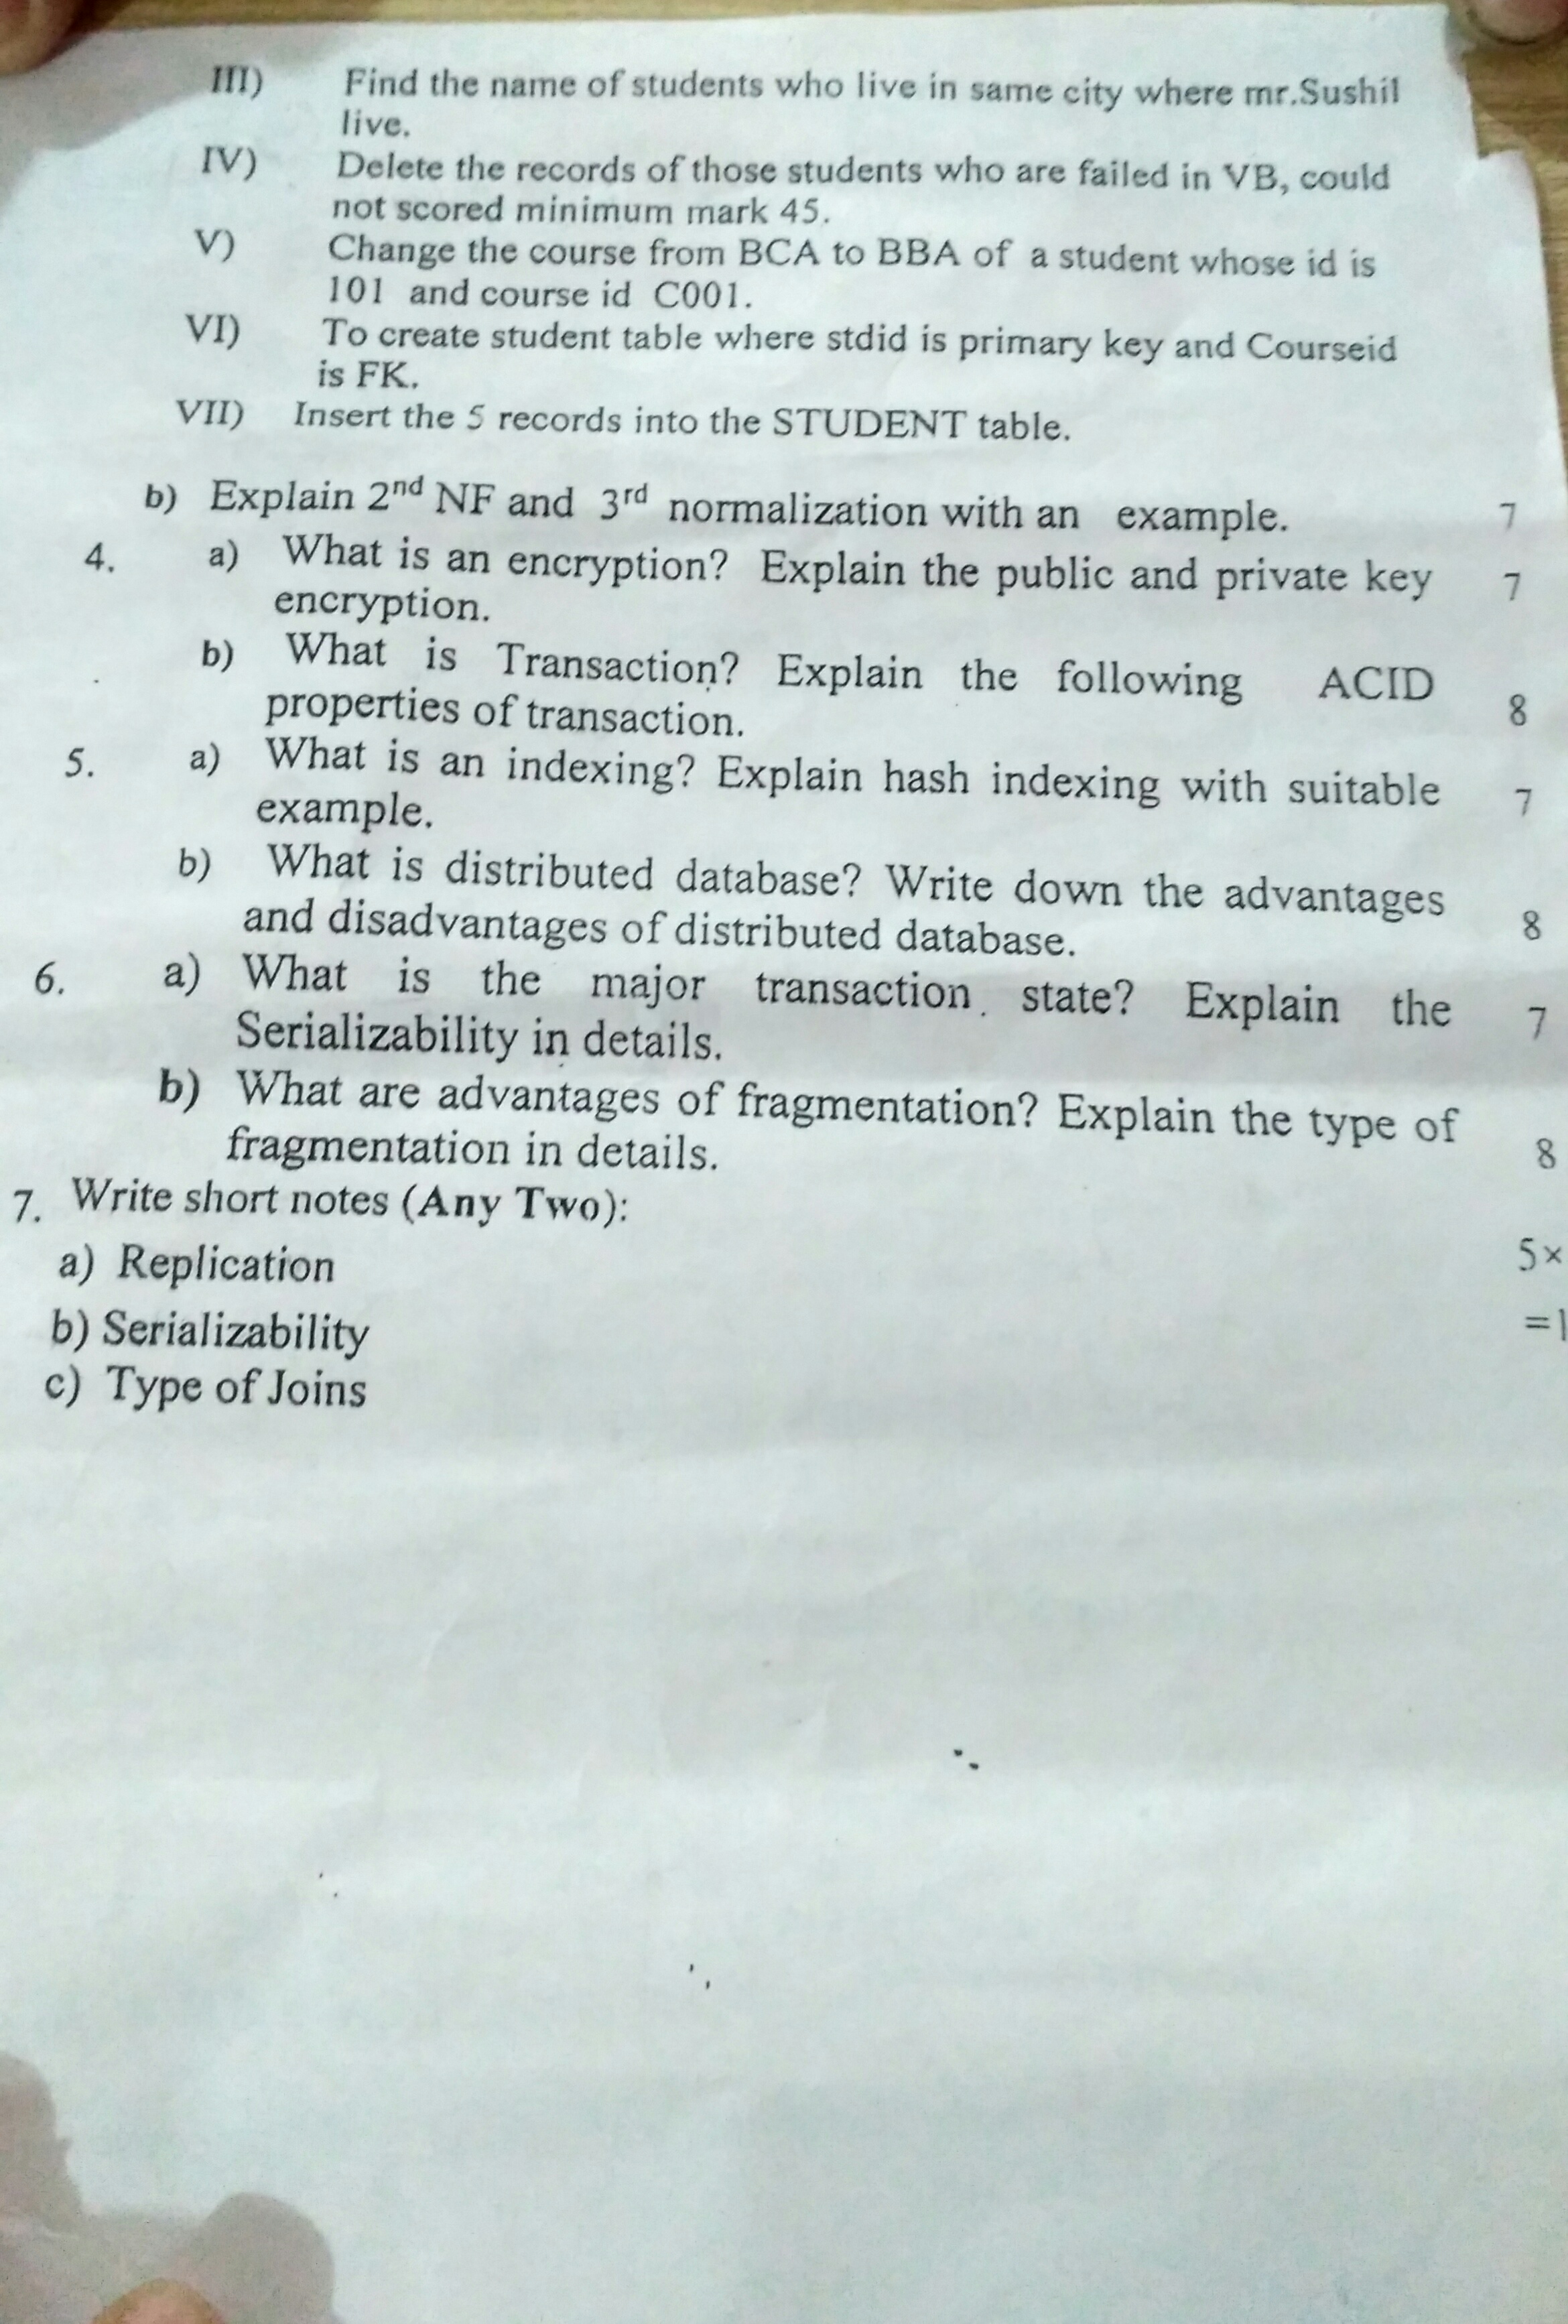 III) Find the name of students who live in same city where mr.Sushil
live.
IV) Delete the records of those students who are failed in VB, could
not scored minimum mark 45.
V) Change the course from BCA to BBA of a student whose id is
101 and course id C001.
VI) To create student table where stdid is primary key and Courseid
is FK.
VII) Insert the 5 records into the STUDENT table.
b) Explain 2nd NF and 3rd normalization with an example. 7
4. a) What is an encryption? Explain the public and private key 7
encryption.
b) What is Transaction? Explain the following ACID
properties of transaction. 8
5. a) What is an indexing? Explain hash indexing with suitable
example. 7
b) What is distributed database? Write down the advantages
and disadvantages of distributed database. 8
6. a) What is the major transaction state? Explain the
Serializability in details. 7
b) What are advantages of fragmentation? Explain the type of
fragmentation in details. 8
7. Write short notes (Any Two):
a) Replication 5×
b) Serializability =1
c) Type of Joins